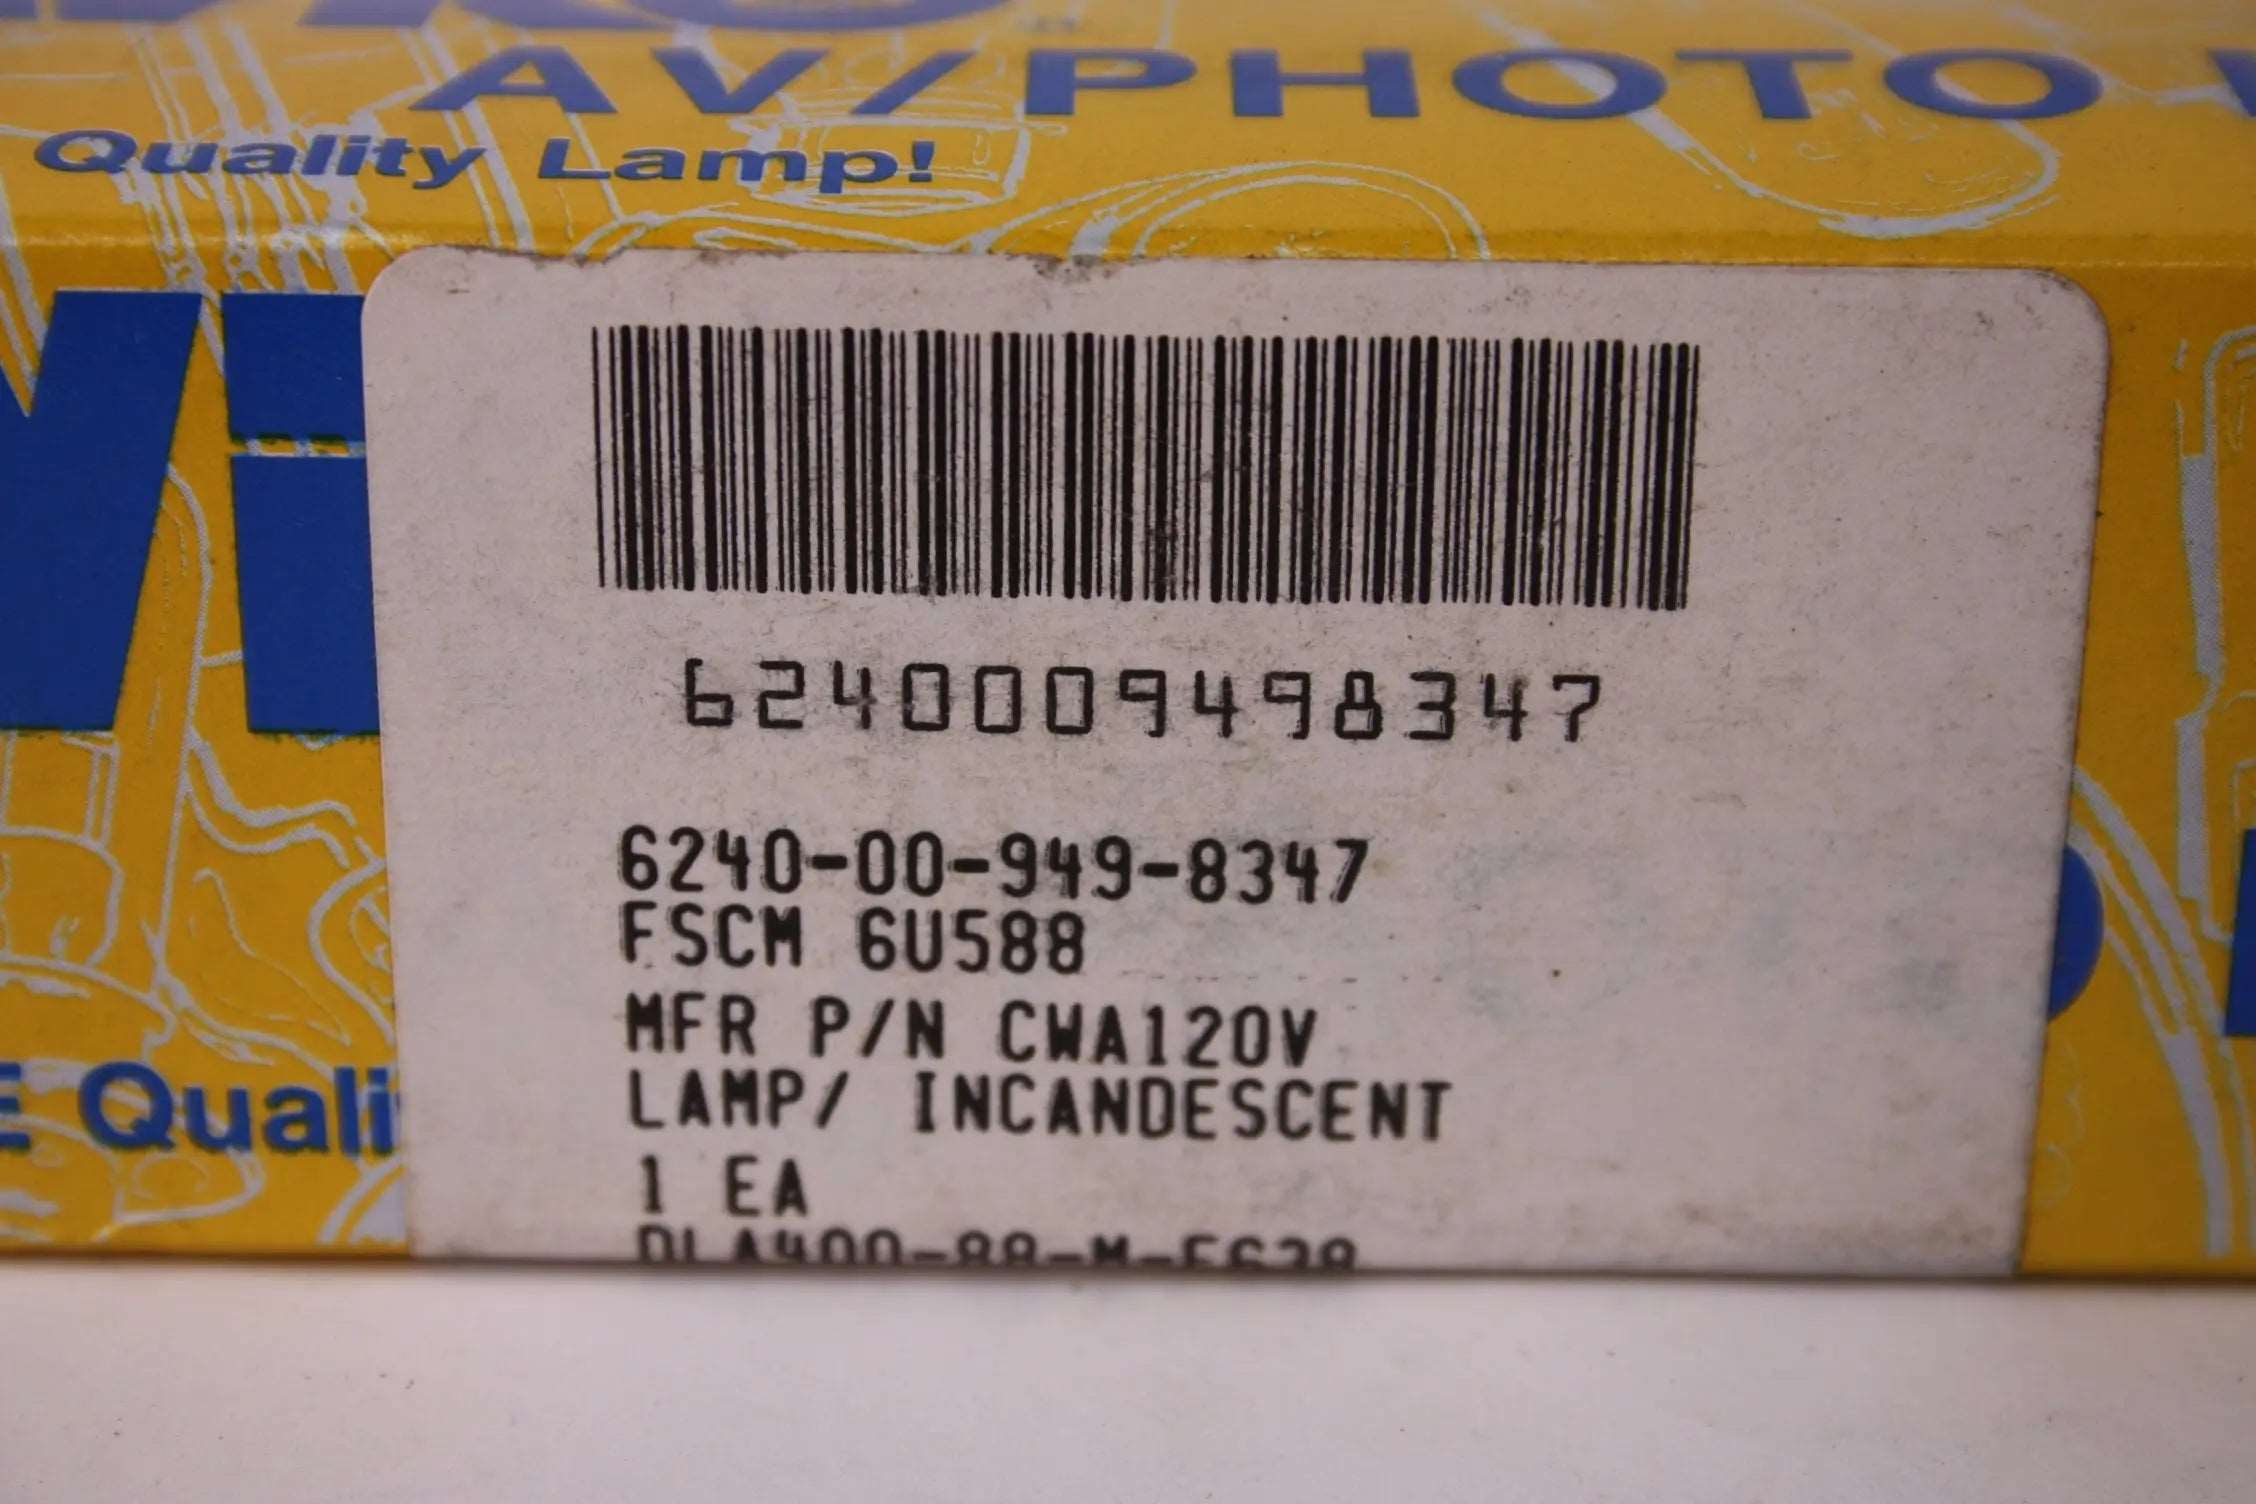 AV/PHOTO
Quality Lamp!
6240009498347
6240-00-949-8347
FSCM 6U588
MFR P/N CWA120V
LAMP/ INCANDESCENT
1 EA
E Quali